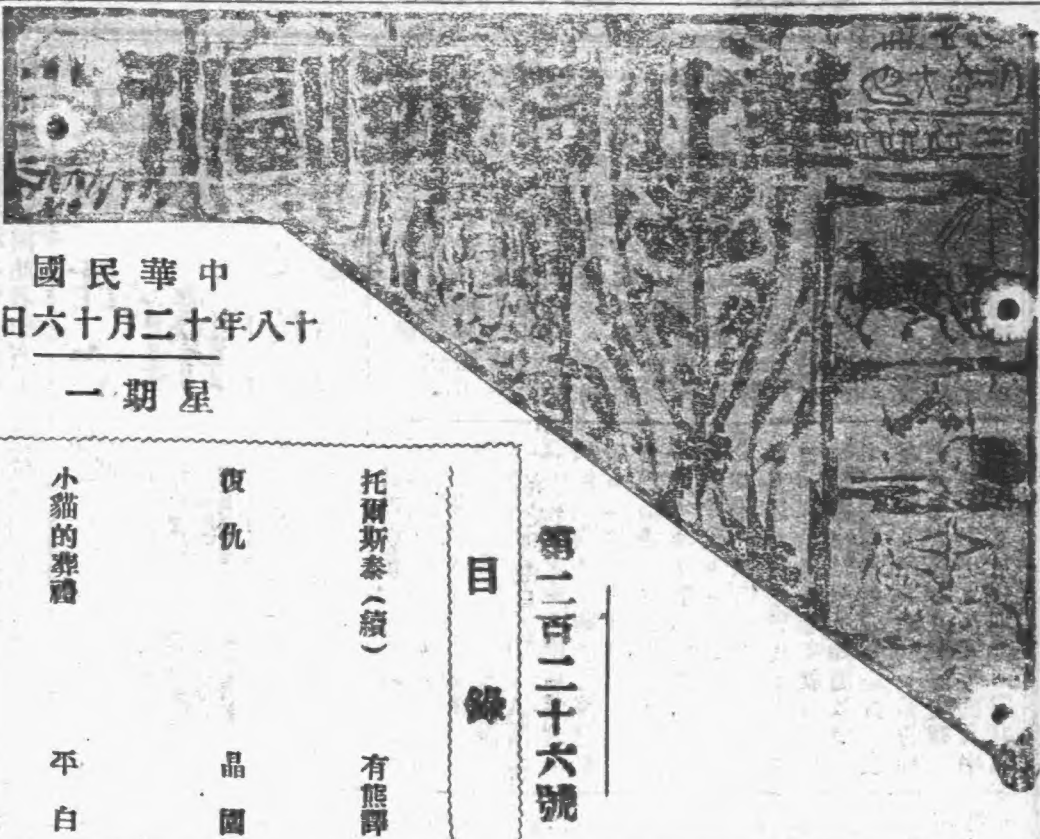 中華民國
十八年十二月十六日
星期一
第二百二十六號
目錄
托爾斯泰（續） 有熊譯
復仇 晶
小貓的葬禮 平白